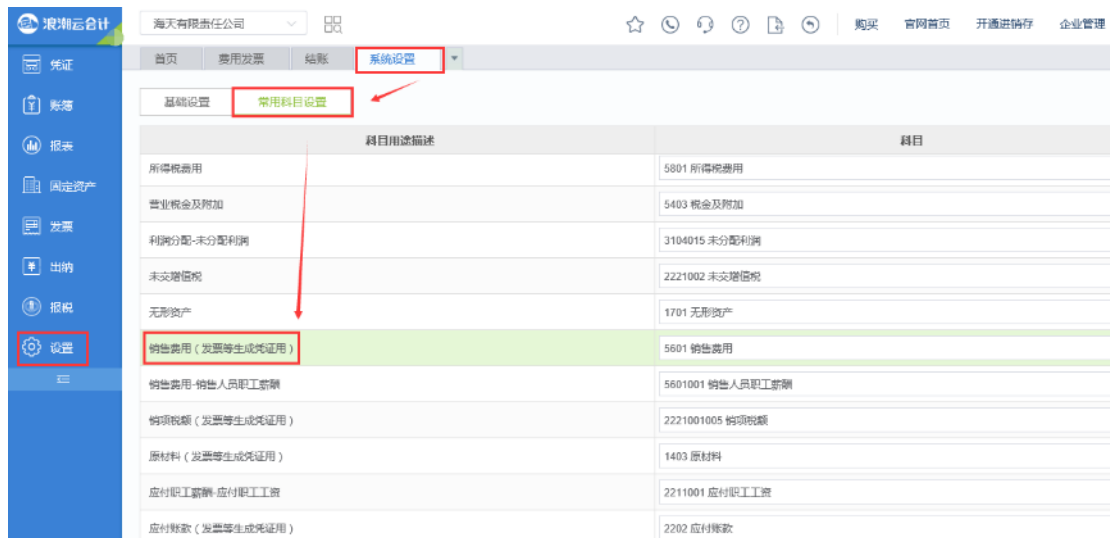 浪潮云会计 海天有限责任公司 购买 官网首页 开通进销存 企业管理
凭证 首页 费用发票 结账 系统设置
账簿 基础设置 常用科目设置
报表 科目用途描述 科目
固定资产 所得税费用 5801 所得税费用
营业税金及附加 5403 税金及附加
发票 利润分配-未分配利润 3104015 未分配利润
出纳 未交增值税 2221002 未交增值税
报税 无形资产 1701 无形资产
设置 销售费用(发票等生成凭证用) 5601 销售费用
销售费用-销售人员职工薪酬 5601001 销售人员职工薪酬
销项税额(发票等生成凭证用) 2221001005 销项税额
原材料(发票等生成凭证用) 1403 原材料
应付职工薪酬-应付职工工资 2211001 应付职工工资
应付账款(发票等生成凭证用) 2202 应付账款